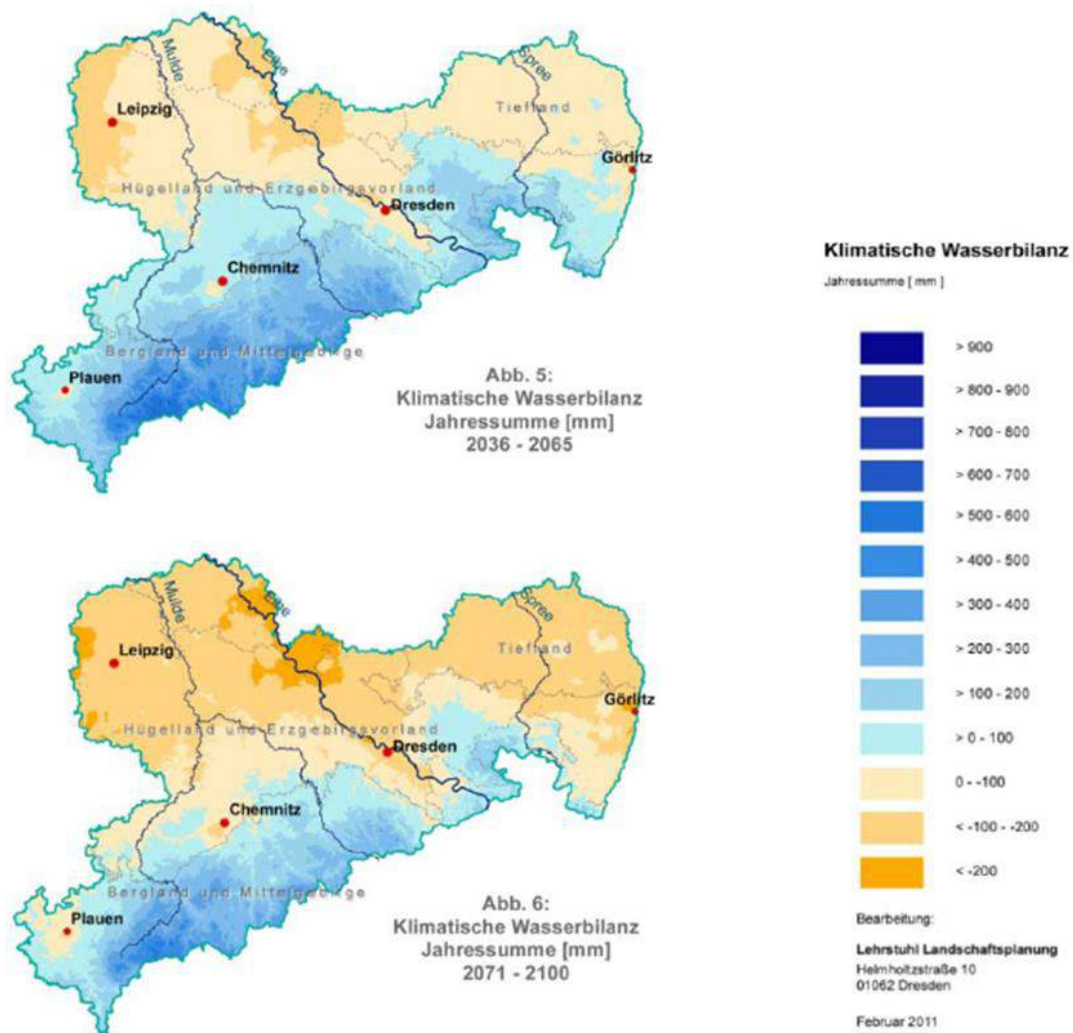 Mulde
Elbe
Spree
Leipzig
Tiefland
Görlitz
Hügelland und Erzgebirgsvorland
Dresden
Chemnitz
Bergland und Mittelgebirge
Plauen
Abb. 5:
Klimatische Wasserbilanz
Jahressumme [mm]
2036 - 2065
Mulde
Elbe
Spree
Leipzig
Tiefland
Görlitz
Hügelland und Erzgebirgsvorland
Dresden
Chemnitz
Bergland und Mittelgebirge
Plauen
Abb. 6:
Klimatische Wasserbilanz
Jahressumme [mm]
2071 - 2100
Klimatische Wasserbilanz
Jahressumme [ mm ]
> 900
> 800 - 900
> 700 - 800
> 600 - 700
> 500 - 600
> 400 - 500
> 300 - 400
> 200 - 300
> 100 - 200
> 0 - 100
0 - -100
< -100 - -200
< -200
Bearbeitung:
Lehrstuhl Landschaftsplanung
Helmholtzstraße 10
01062 Dresden
Februar 2011